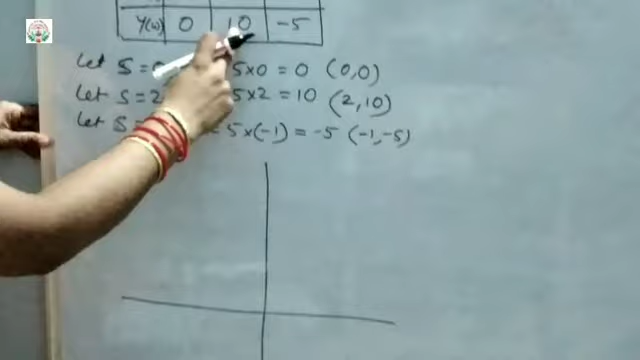 Y(w) 0 10 -5
Let S = 0 5x0 = 0 (0,0)
Let S = 2 5x2 = 10 (2,10)
Let S = 5x(-1) = -5 (-1,-5)